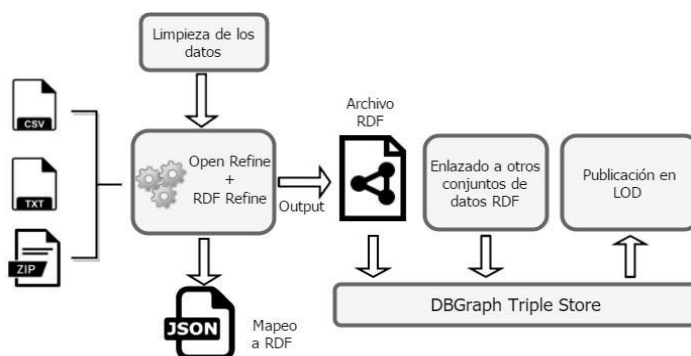 Limpieza de los
datos
CSV
TXT
ZIP
Open Refine
+
RDF Refine
Output
Archivo
RDF
Enlazado a otros
conjuntos de
datos RDF
Publicación en
LOD
JSON
Mapeo
a RDF
DBGraph Triple Store